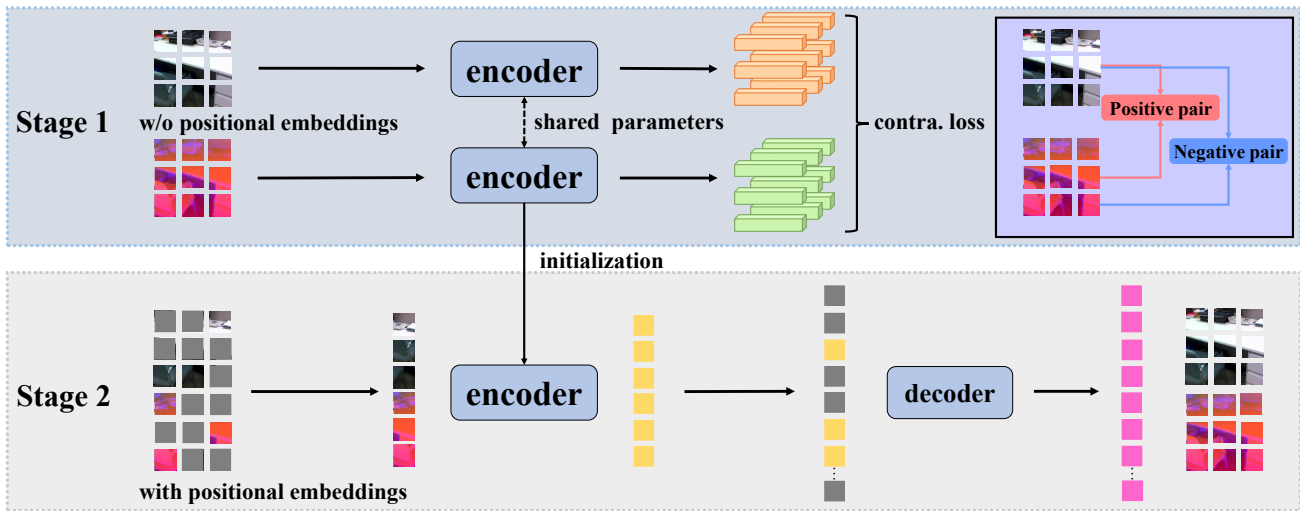 Stage 1
encoder
w/o positional embeddings
shared parameters
encoder
contra. loss
Positive pair
Negative pair
initialization
Stage 2
encoder
decoder
with positional embeddings